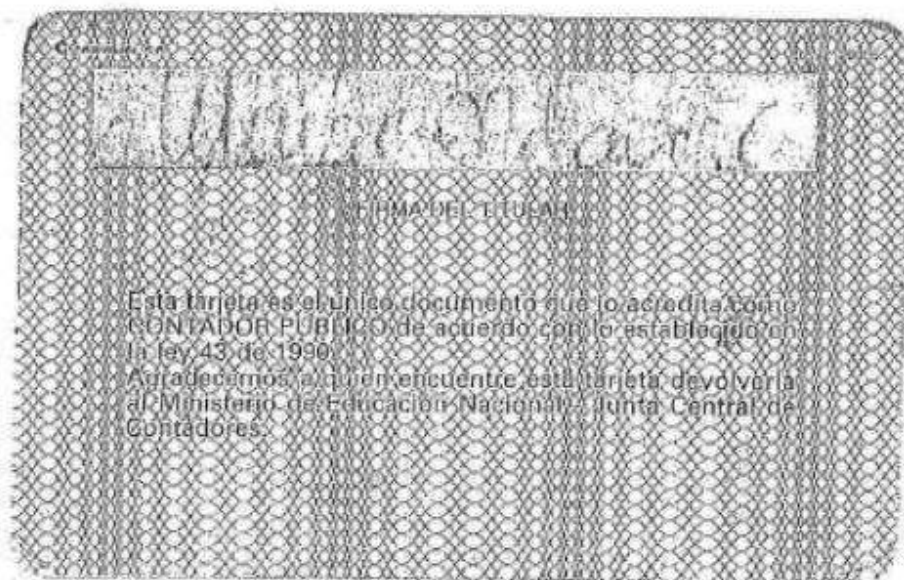 FIRMA DEL TITULAR
Esta tarjeta es el único documento que lo acredita como
CONTADOR PUBLICO de acuerdo con lo establecido en
la ley 43 de 1990.
Agradecemos a quien encuentre esta tarjeta devolverla
al Ministerio de Educación Nacional - Junta Central de
Contadores.